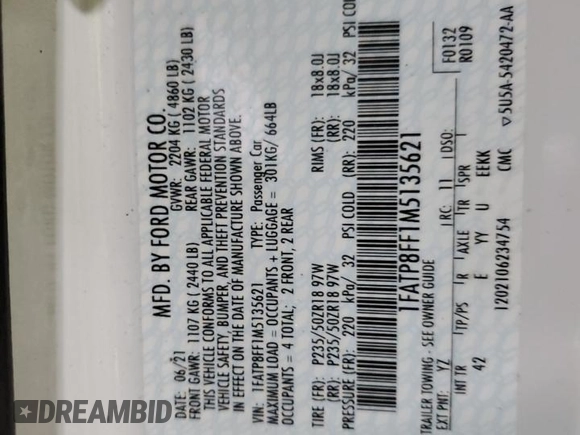 MFD. BY FORD MOTOR CO.
DATE: 06/21 GVWR: 2204 KG ( 4860 LB)
FRONT GAWR: 1107 KG ( 2440 LB) REAR GAWR: 1102 KG ( 2430 LB)
THIS VEHICLE CONFORMS TO ALL APPLICABLE FEDERAL MOTOR
VEHICLE SAFETY, BUMPER, AND THEFT PREVENTION STANDARDS
IN EFFECT ON THE DATE OF MANUFACTURE SHOWN ABOVE.
VIN: 1FATP8FF1M5135621 TYPE: Passenger Car
MAXIMUM LOAD = OCCUPANTS + LUGGAGE = 301KG/ 664LB
OCCUPANTS = 4 TOTAL; 2 FRONT, 2 REAR
TIRE (FR): P235/50ZR18 97W RIMS (FR): 18x8.0J
(RR): P235/50ZR18 97W (RR): 18x8.0J
PRESSURE (FR): 220 kPa/ 32 PSI COLD (RR): 220 kPa/ 32 PSI COL
1FATP8FF1M5135621
TRAILER TOWING - SEE OWNER GUIDE F0132
EXT PNT: YZ RC: 11 DSO: R0109
INT TR TP/PS R AXLE TR SPR
42 E YY U EEKK
1202106234754 CMC ▽5U5A-5420472-AA
DREAMBID